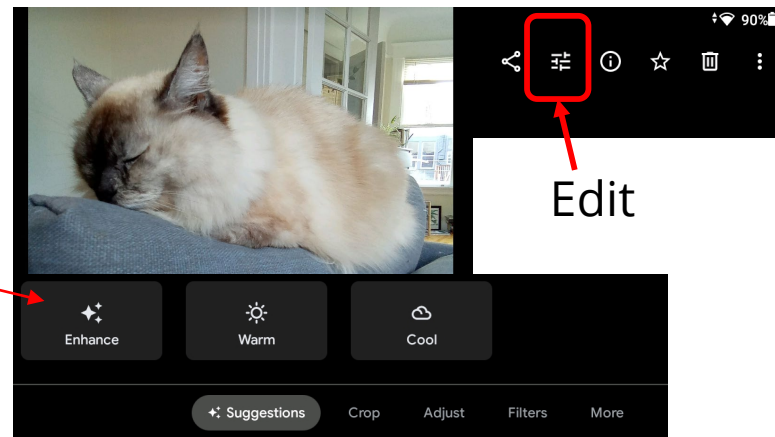 90%
Edit
Enhance
Warm
Cool
Suggestions
Crop
Adjust
Filters
More